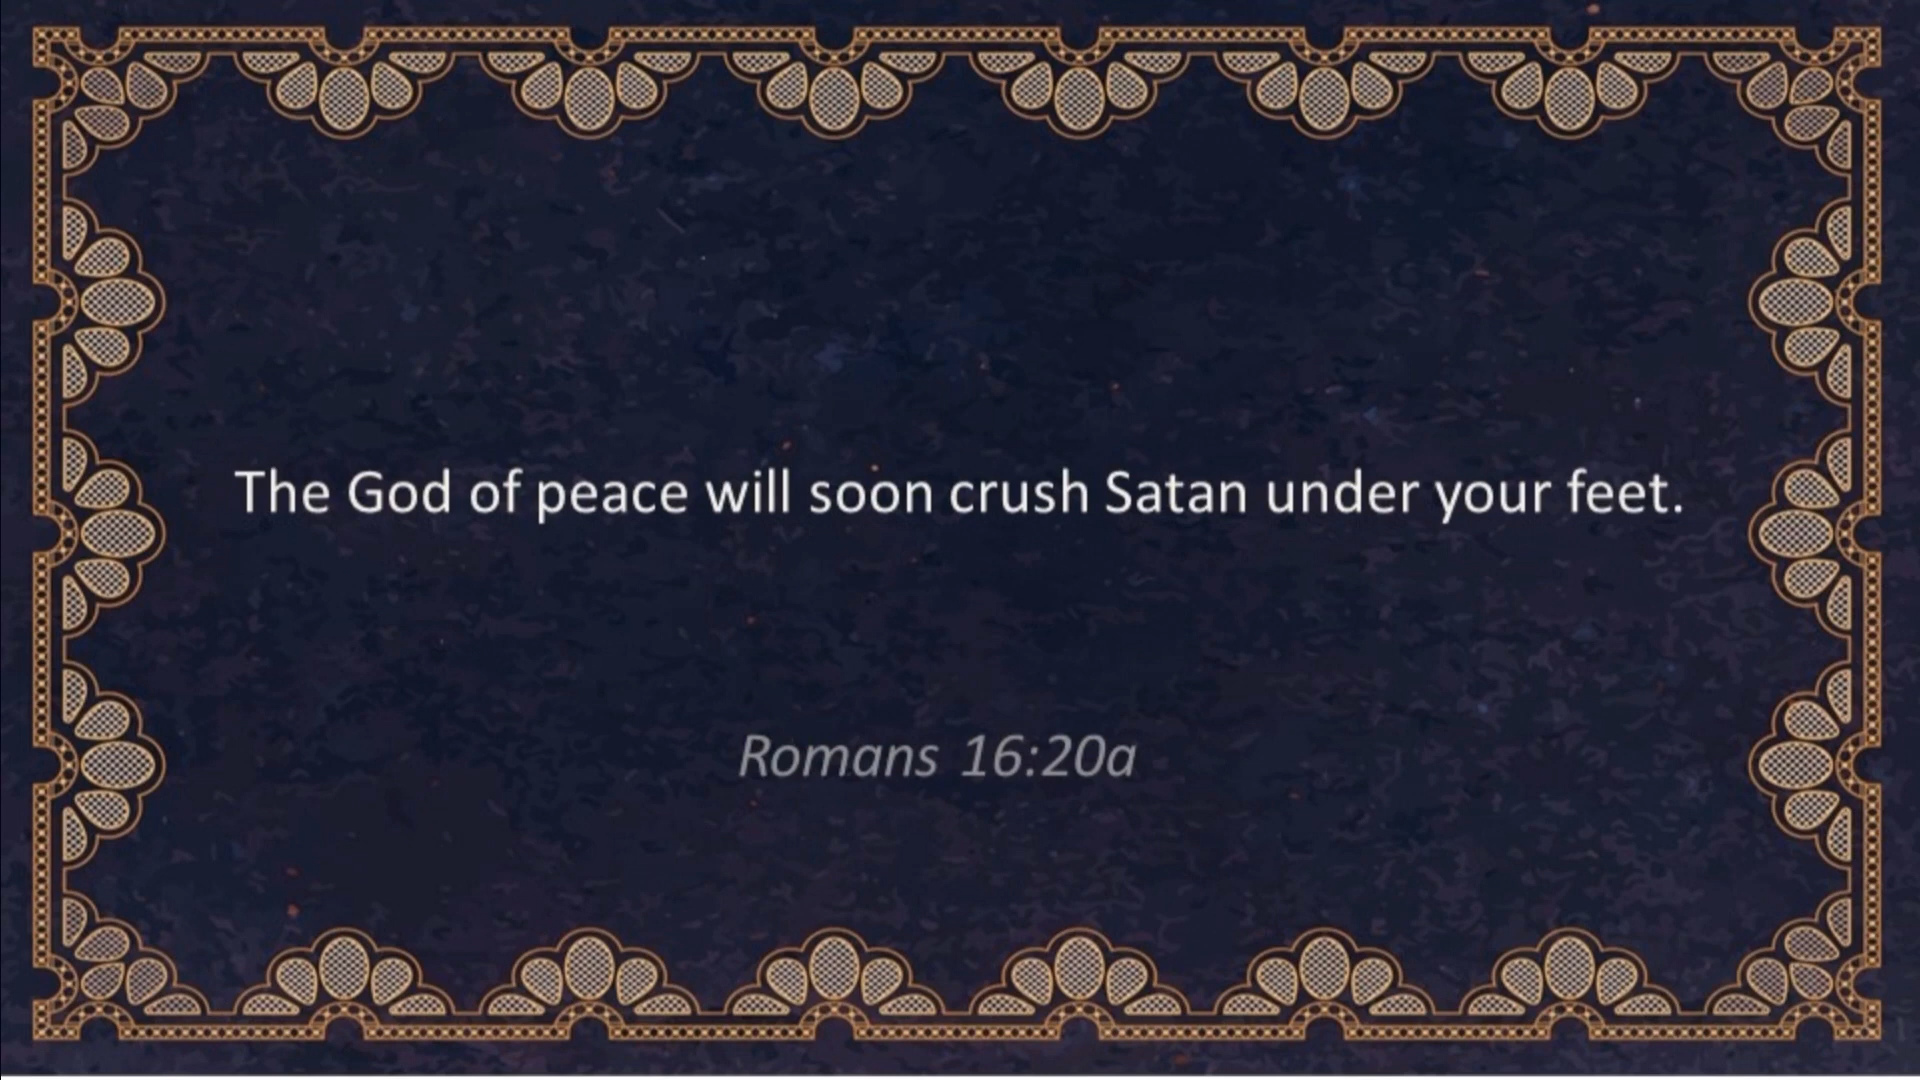 The God of peace will soon crush Satan under your feet.
Romans 16:20a